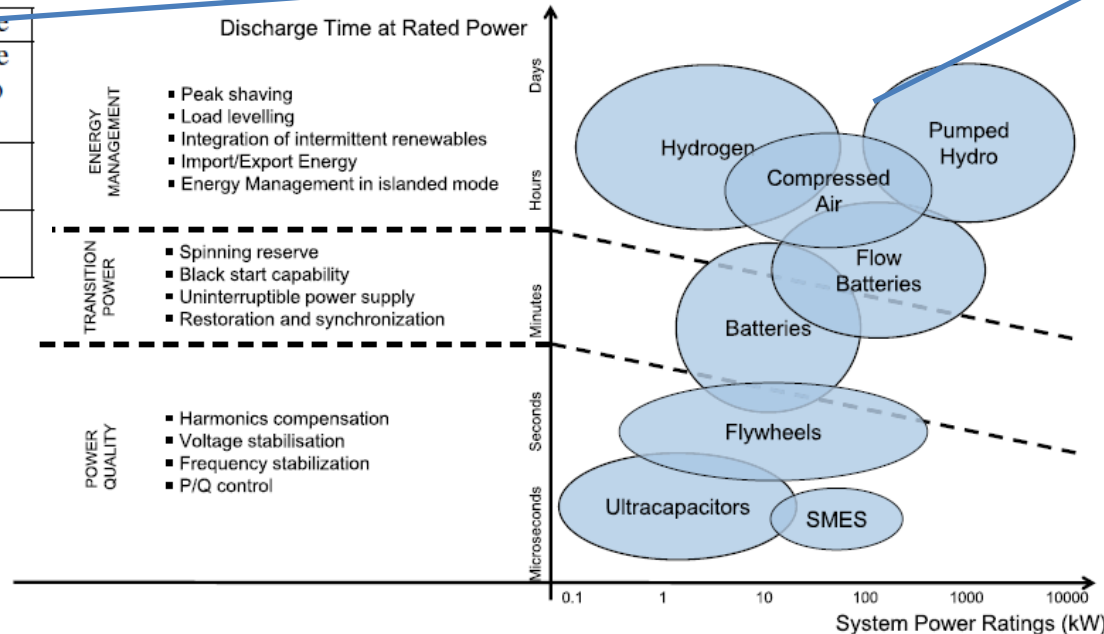 Discharge Time at Rated Power
ENERGY
MANAGEMENT
▪ Peak shaving
▪ Load levelling
▪ Integration of intermittent renewables
▪ Import/Export Energy
▪ Energy Management in islanded mode
TRANSITION
POWER
▪ Spinning reserve
▪ Black start capability
▪ Uninterruptible power supply
▪ Restoration and synchronization
POWER
QUALITY
▪ Harmonics compensation
▪ Voltage stabilisation
▪ Frequency stabilization
▪ P/Q control
Days
Hours
Minutes
Seconds
Microseconds
Hydrogen
Pumped
Hydro
Compressed
Air
Flow
Batteries
Batteries
Flywheels
Ultracapacitors
SMES
0.1 1 10 100 1000 10000
System Power Ratings (kW)